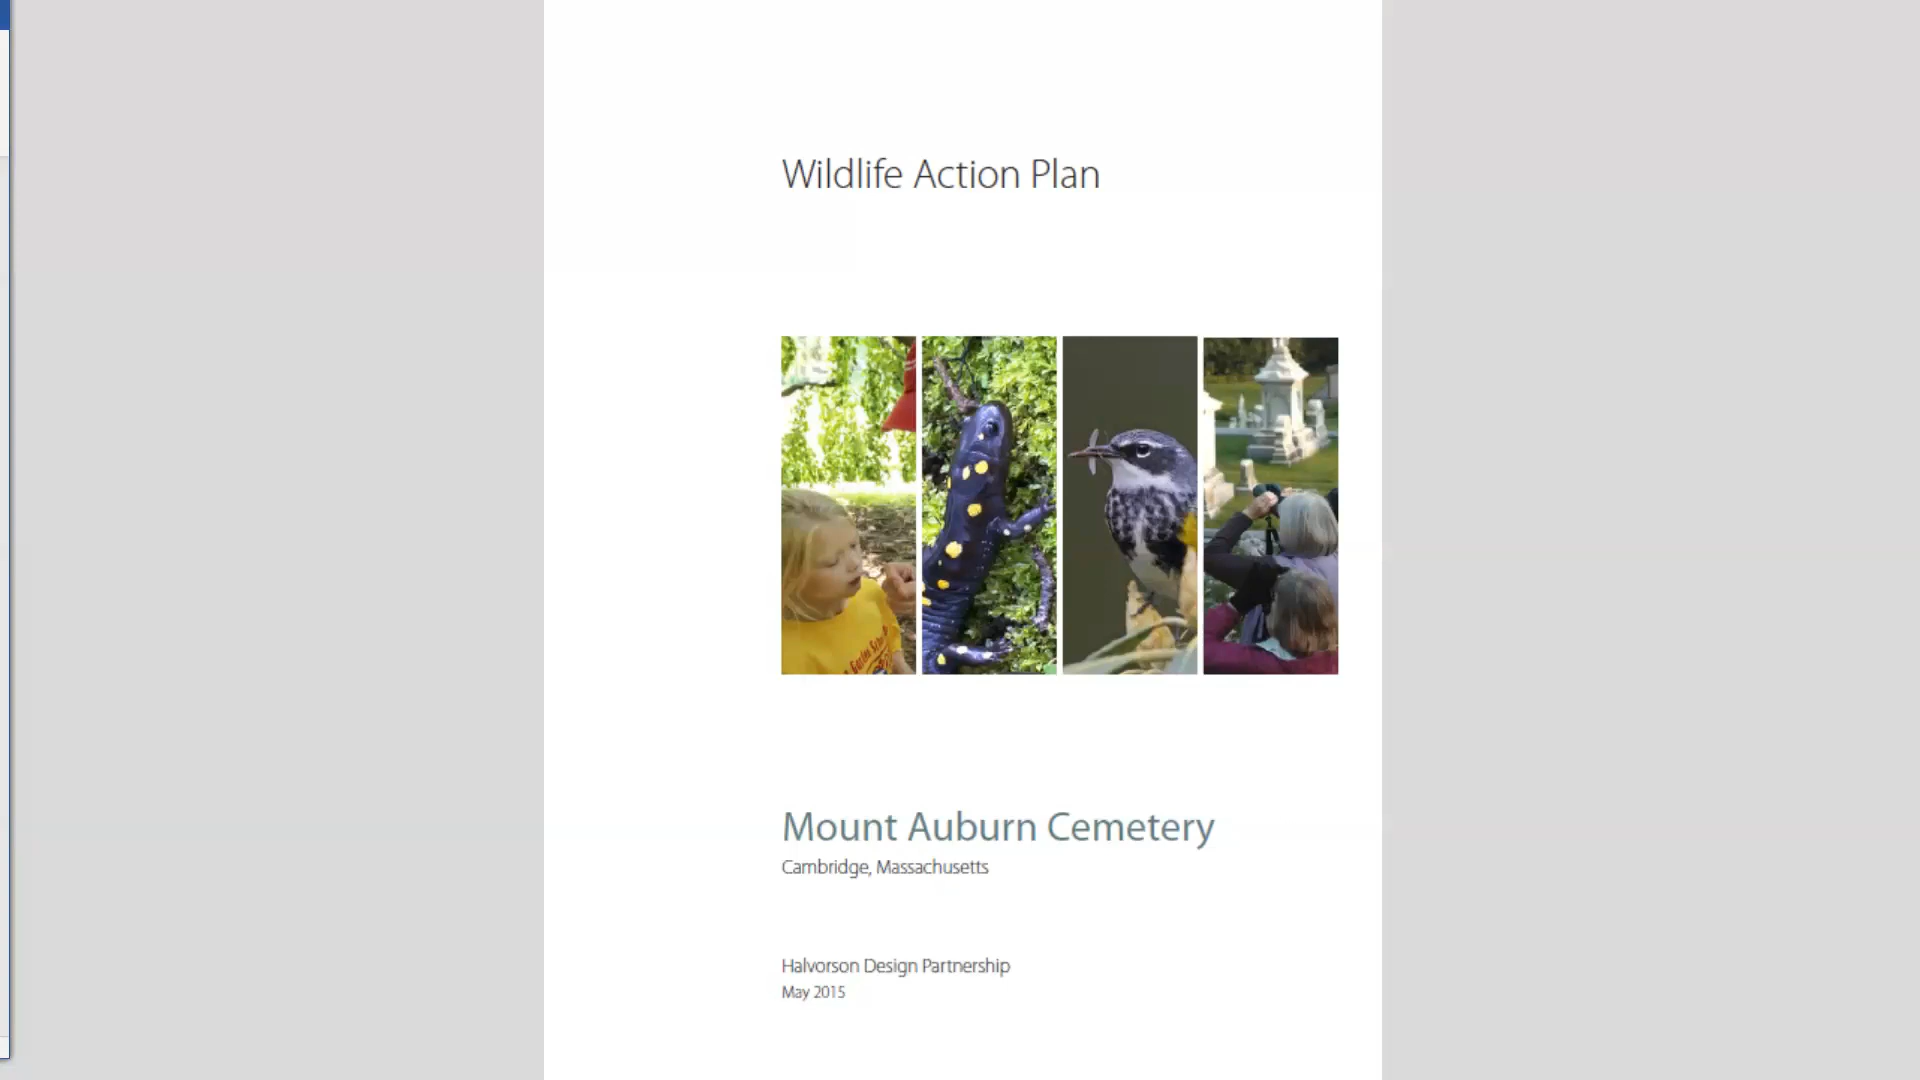 Wildlife Action Plan
Mount Auburn Cemetery
Cambridge, Massachusetts
Halvorson Design Partnership
May 2015